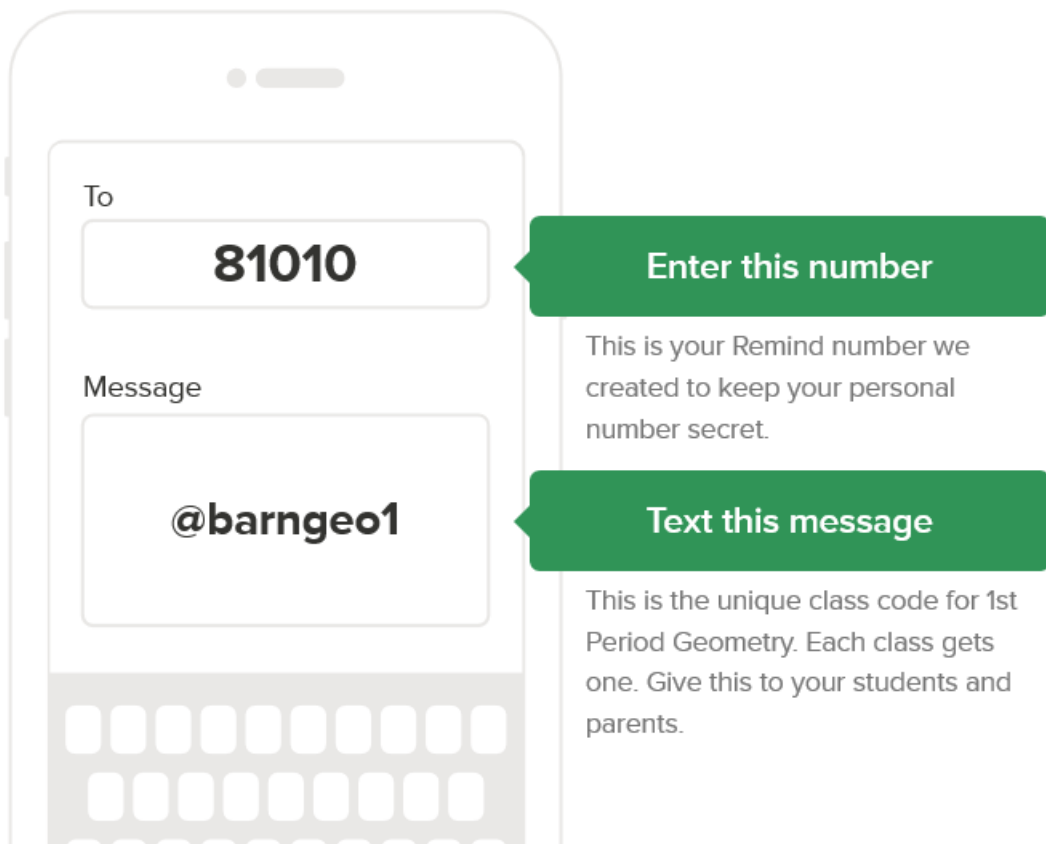 To
81010
Enter this number
This is your Remind number we
created to keep your personal
number secret.
Message
@barngeo1
Text this message
This is the unique class code for 1st
Period Geometry. Each class gets
one. Give this to your students and
parents.